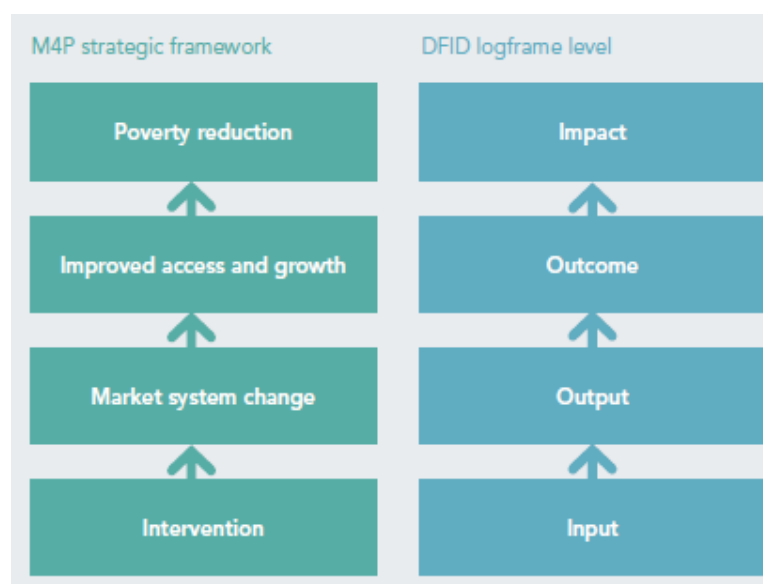 M4P strategic framework
DFID logframe level
Poverty reduction
Impact
Improved access and growth
Outcome
Market system change
Output
Intervention
Input